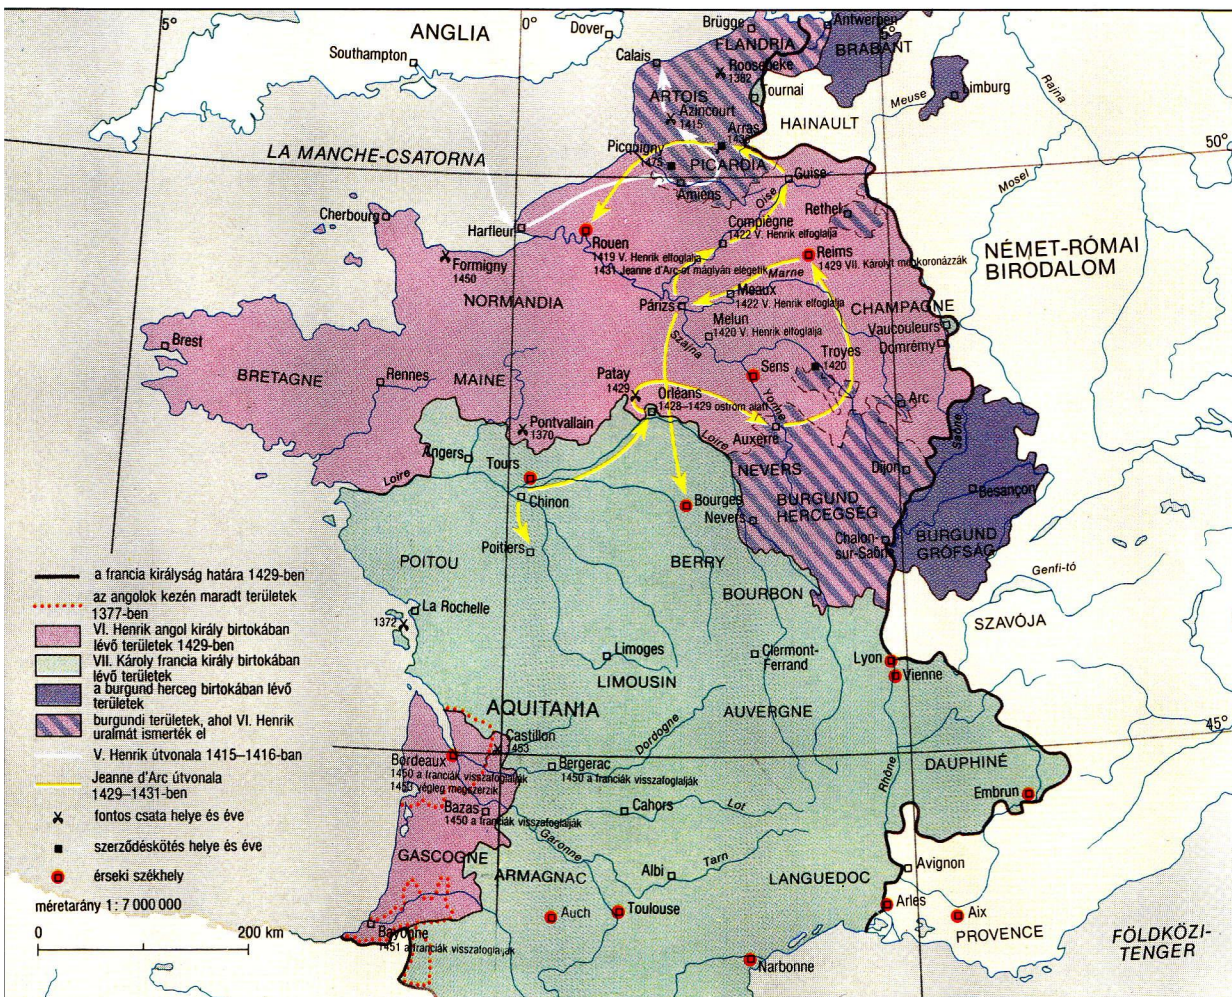 5°
0°
5°
ANGLIA
Dover
Southampton
Calais
Brügge
Antwerpen
FLANDRIA
BRABANT
Roosebeke
1382
Tournai
Limburg
Meuse
Rajna
ARTOIS
Azincourt
1415
HAINAULT
Arras
1435
50°
LA MANCHE-CSATORNA
Picquigny
1475
PICARDIA
Amiens
Guise
Mosel
Oise
Rethel
Cherbourg
Harfleur
Rouen
1419 V. Henrik elfoglalja
1431 Jeanne d'Arc-ot máglyán elégetik
Compiègne
1422 V. Henrik elfoglalja
Reims
1429 VII. Károlyt megkoronázzák
NÉMET-RÓMAI
BIRODALOM
Formigny
1450
Marne
NORMANDIA
Meaux
1422 V. Henrik elfoglalja
Párizs
CHAMPAGNE
Melun
1420 V. Henrik elfoglalja
Vaucouleurs
Domrémy
Brest
Szajna
Troyes
1420
BRETAGNE
Rennes
MAINE
Patay
1429
Sens
Orléans
1428–1429 ostrom alatt
Yonne
Arc
Pontvallain
1370
Loire
Auxerre
Saône
Angers
Loire
Tours
NEVERS
Dijon
Chinon
Bourges
Nevers
BURGUND
HERCEGSÉG
Besançon
Poitiers
Chalon-
sur-Saône
BURGUND
GRÓFSÁG
POITOU
BERRY
BOURBON
Genfi-tó
a francia királyság határa 1429-ben
az angolok kezén maradt területek
1377-ben
La Rochelle
1372
SZAVÓJA
VI. Henrik angol király birtokában
lévő területek 1429-ben
VII. Károly francia király birtokában
lévő területek
Limoges
Clermont-
Ferrand
Lyon
Vienne
LIMOUSIN
a burgund herceg birtokában lévő
területek
AQUITANIA
AUVERGNE
burgundi területek, ahol VI. Henrik
uralmát ismerték el
45°
Castillon
1453
Dordogne
V. Henrik útvonala 1415–1416-ban
Bordeaux
1450 a franciák visszafoglalják
1453 végleg megszerzik
Bergerac
1450 a franciák visszafoglalják
Rhône
DAUPHINÉ
Jeanne d'Arc útvonala
1429–1431-ben
Embrun
Bazas
1450 a franciák visszafoglalják
Cahors
Lot
fontos csata helye és éve
Garonne
szerződéskötés helye és éve
GASCOGNE
ARMAGNAC
Albi
Tarn
LANGUEDOC
Avignon
érseki székhely
méretarány 1 : 7 000 000
Auch
Toulouse
Arles
Aix
PROVENCE
0
200 km
Bayonne
1451 a franciák visszafoglalják
Narbonne
FÖLDKÖZI-
TENGER